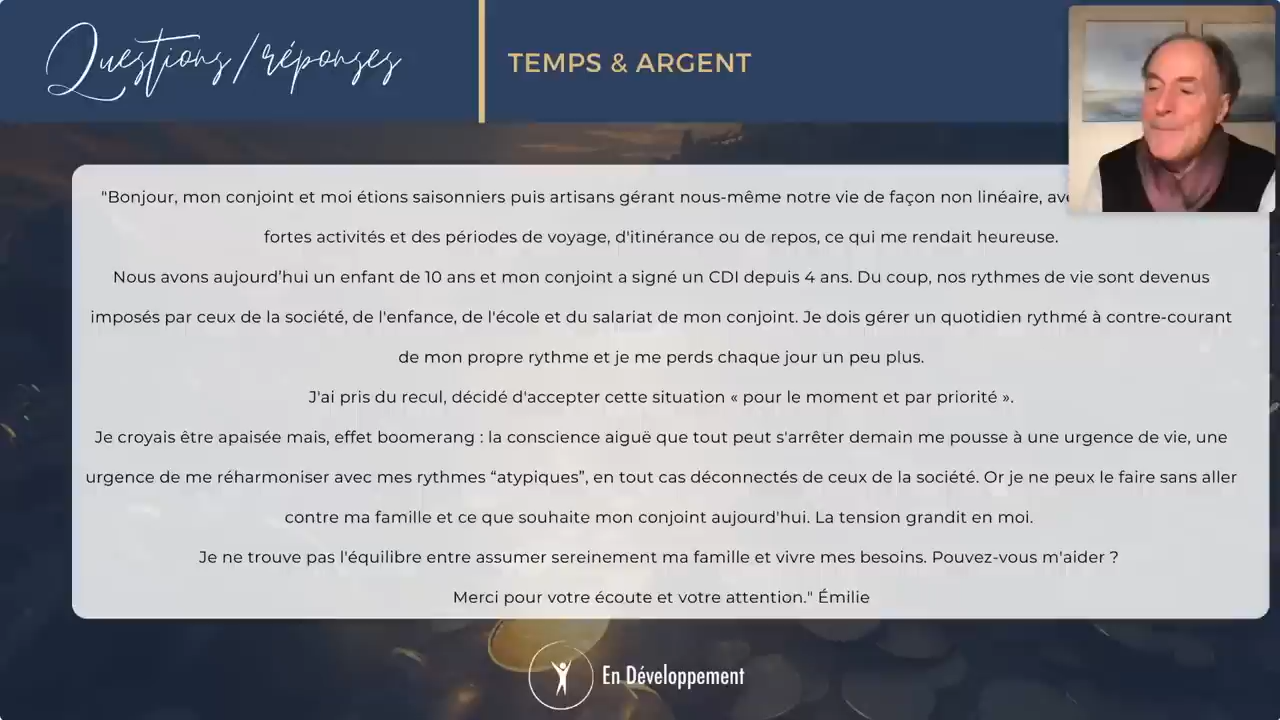 Questions/réponses
TEMPS & ARGENT
"Bonjour, mon conjoint et moi étions saisonniers puis artisans gérant nous-même notre vie de façon non linéaire,
fortes activités et des périodes de voyage, d'itinérance ou de repos, ce qui me rendait heureuse.
Nous avons aujourd'hui un enfant de 10 ans et mon conjoint a signé un CDI depuis 4 ans. Du coup, nos rythmes de vie sont devenus
imposés par ceux de la société, de l'enfance, de l'école et du salariat de mon conjoint. Je dois gérer un quotidien rythmé à contre-courant
de mon propre rythme et je me perds chaque jour un peu plus.
J'ai pris du recul, décidé d'accepter cette situation « pour le moment et par priorité ».
Je croyais être apaisée mais, effet boomerang : la conscience aiguë que tout peut s'arrêter demain me pousse à une urgence de vie, une
urgence de me réharmoniser avec mes rythmes “atypiques”, en tout cas déconnectés de ceux de la société. Or je ne peux le faire sans aller
contre ma famille et ce que souhaite mon conjoint aujourd'hui. La tension grandit en moi.
Je ne trouve pas l'équilibre entre assumer sereinement ma famille et vivre mes besoins. Pouvez-vous m'aider ?
Merci pour votre écoute et votre attention." Émilie
En Développement